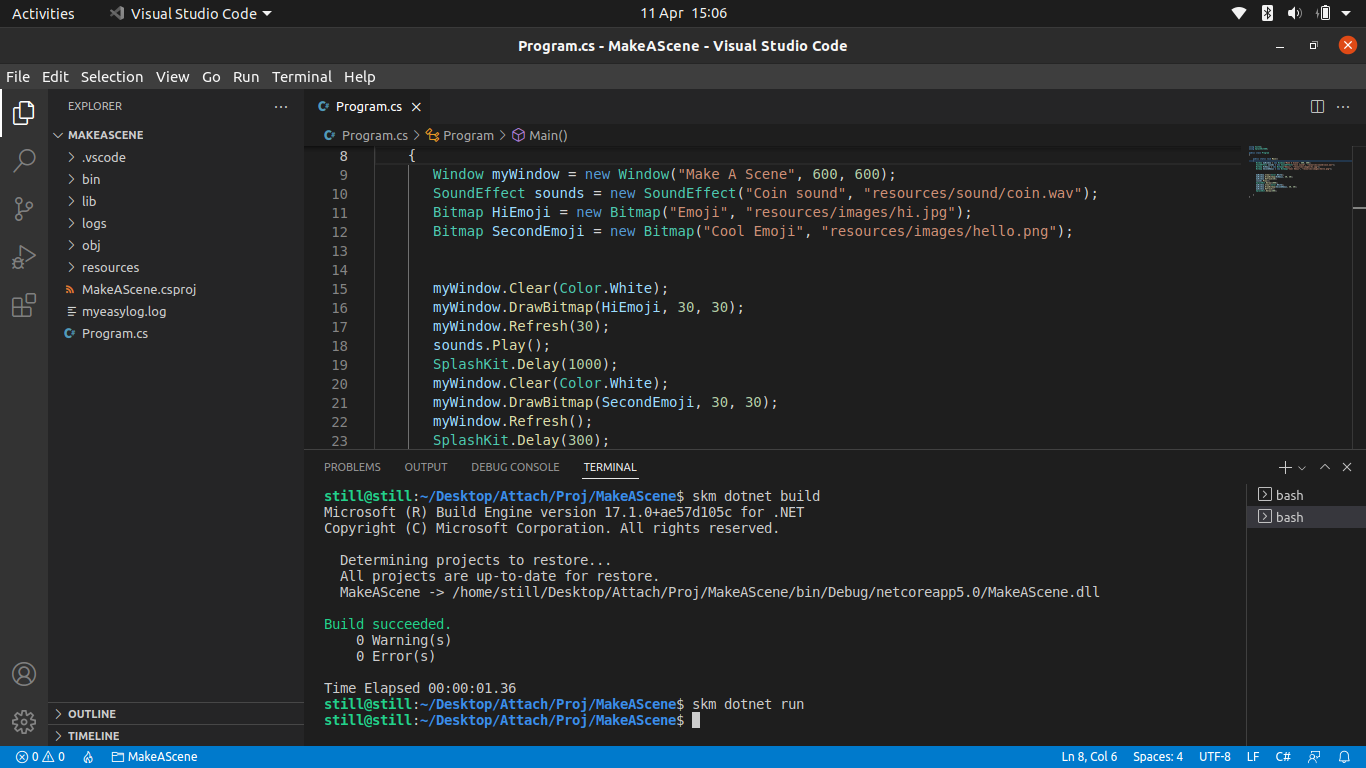 Activities Visual Studio Code 11 Apr 15:06
Program.cs - MakeAScene - Visual Studio Code
File Edit Selection View Go Run Terminal Help
EXPLORER
MAKEASCENE
.vscode
bin
lib
logs
obj
resources
MakeAScene.csproj
myeasylog.log
C# Program.cs
OUTLINE
TIMELINE
C# Program.cs
C# Program.cs > Program > Main()
8 {
9 Window myWindow = new Window("Make A Scene", 600, 600);
10 SoundEffect sounds = new SoundEffect("Coin sound", "resources/sound/coin.wav");
11 Bitmap HiEmoji = new Bitmap("Emoji", "resources/images/hi.jpg");
12 Bitmap SecondEmoji = new Bitmap("Cool Emoji", "resources/images/hello.png");
13
14
15 myWindow.Clear(Color.White);
16 myWindow.DrawBitmap(HiEmoji, 30, 30);
17 myWindow.Refresh(30);
18 sounds.Play();
19 SplashKit.Delay(1000);
20 myWindow.Clear(Color.White);
21 myWindow.DrawBitmap(SecondEmoji, 30, 30);
22 myWindow.Refresh();
23 SplashKit.Delay(300);
PROBLEMS OUTPUT DEBUG CONSOLE TERMINAL
still@still:~/Desktop/Attach/Proj/MakeAScene$ skm dotnet build
Microsoft (R) Build Engine version 17.1.0+ae57d105c for .NET
Copyright (C) Microsoft Corporation. All rights reserved.
Determining projects to restore...
All projects are up-to-date for restore.
MakeAScene -> /home/still/Desktop/Attach/Proj/MakeAScene/bin/Debug/netcoreapp5.0/MakeAScene.dll
Build succeeded.
0 Warning(s)
0 Error(s)
Time Elapsed 00:00:01.36
still@still:~/Desktop/Attach/Proj/MakeAScene$ skm dotnet run
still@still:~/Desktop/Attach/Proj/MakeAScene$
bash
bash
0 0 MakeAScene Ln 8, Col 6 Spaces: 4 UTF-8 LF C#